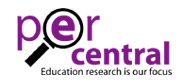 per
central
Education research is our focus